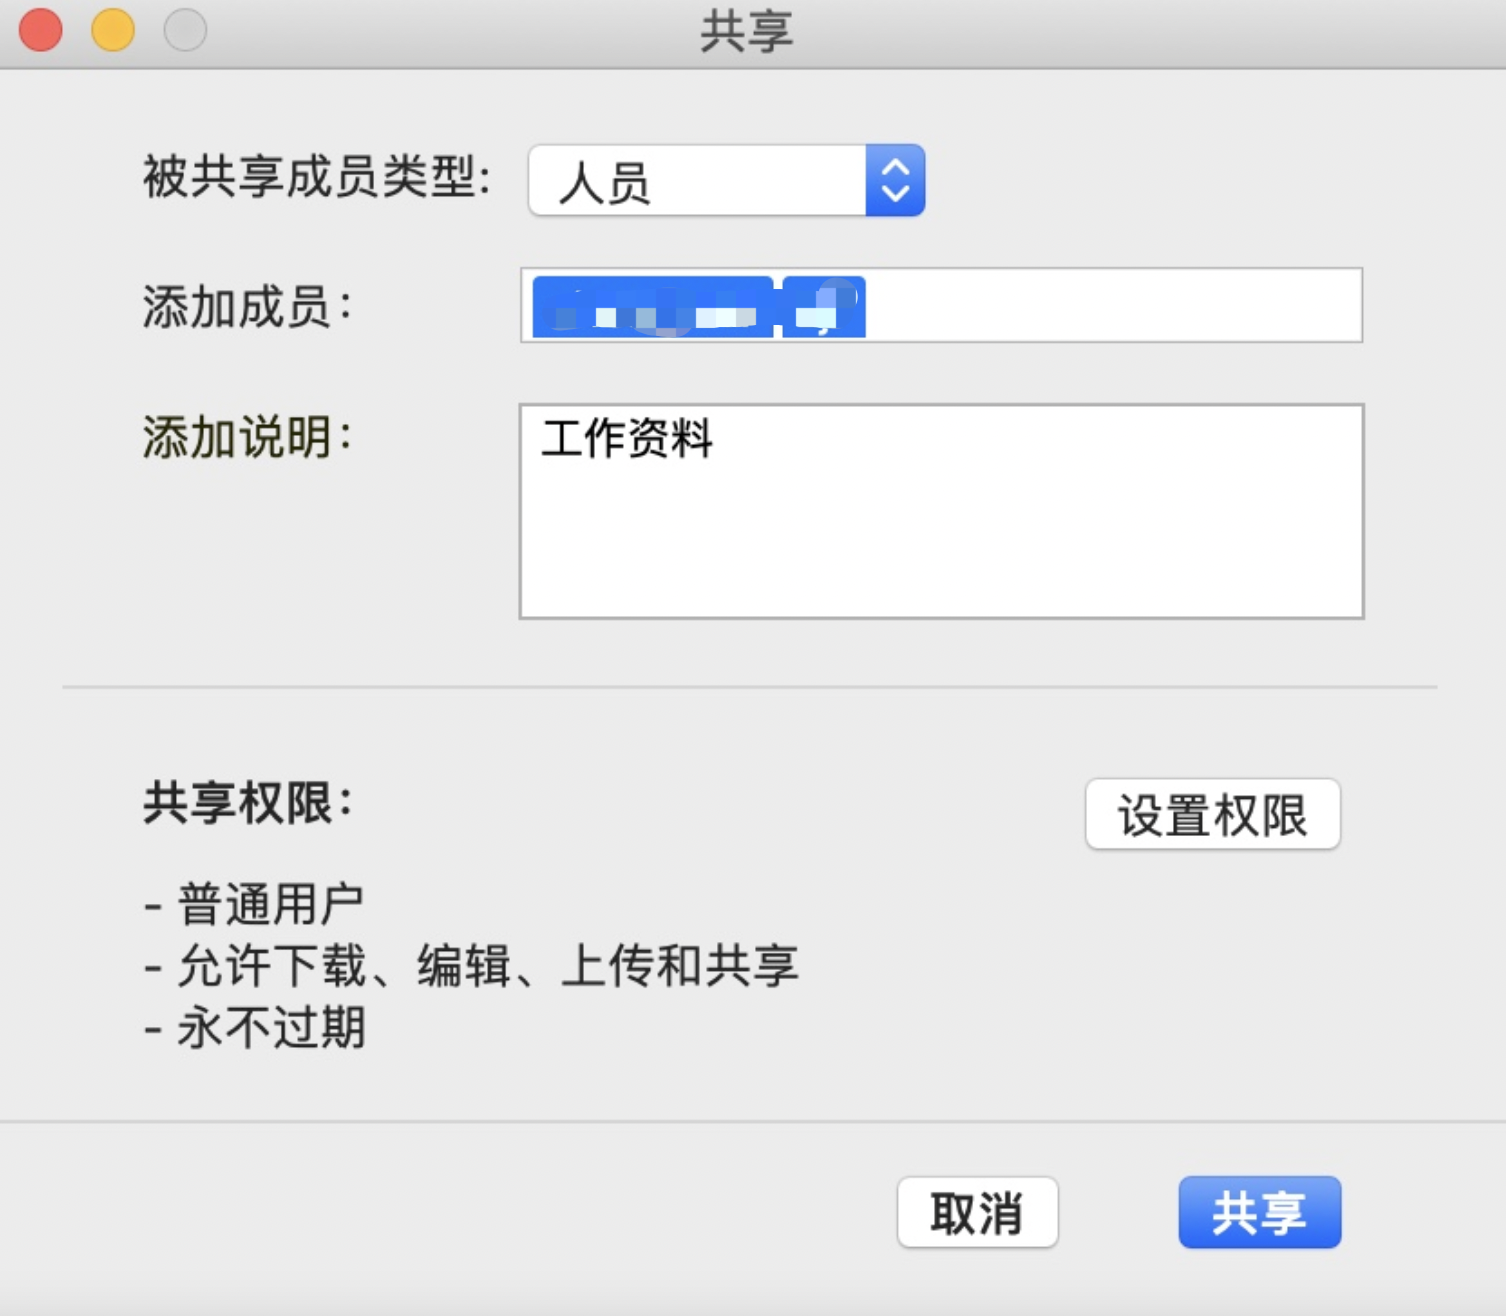 共享
被共享成员类型: 人员
添加成员：
添加说明： 工作资料
共享权限： 设置权限
- 普通用户
- 允许下载、编辑、上传和共享
- 永不过期
取消 共享